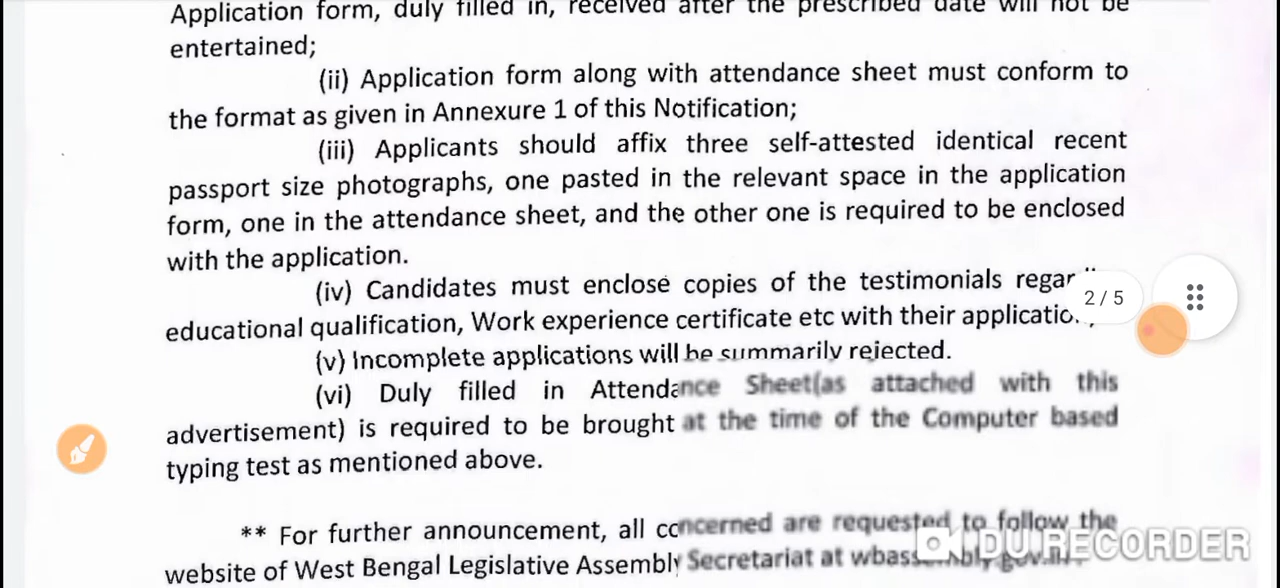 Application form, duly filled in, received after the prescribed date will not be
entertained;
(ii) Application form along with attendance sheet must conform to
the format as given in Annexure 1 of this Notification;
(iii) Applicants should affix three self-attested identical recent
passport size photographs, one pasted in the relevant space in the application
form, one in the attendance sheet, and the other one is required to be enclosed
with the application.
(iv) Candidates must enclose copies of the testimonials
2 / 5
educational qualification, Work experience certificate etc with their
(v) Incomplete applications will be summarily rejected.
(vi) Duly filled in Attendance Sheet(as attached with this
advertisement) is required to be brought at the time of the Computer based
typing test as mentioned above.
** For further announcement, all concerned are requested to follow the
website of West Bengal Legislative Assembly Secretariat at
DU RECORDER